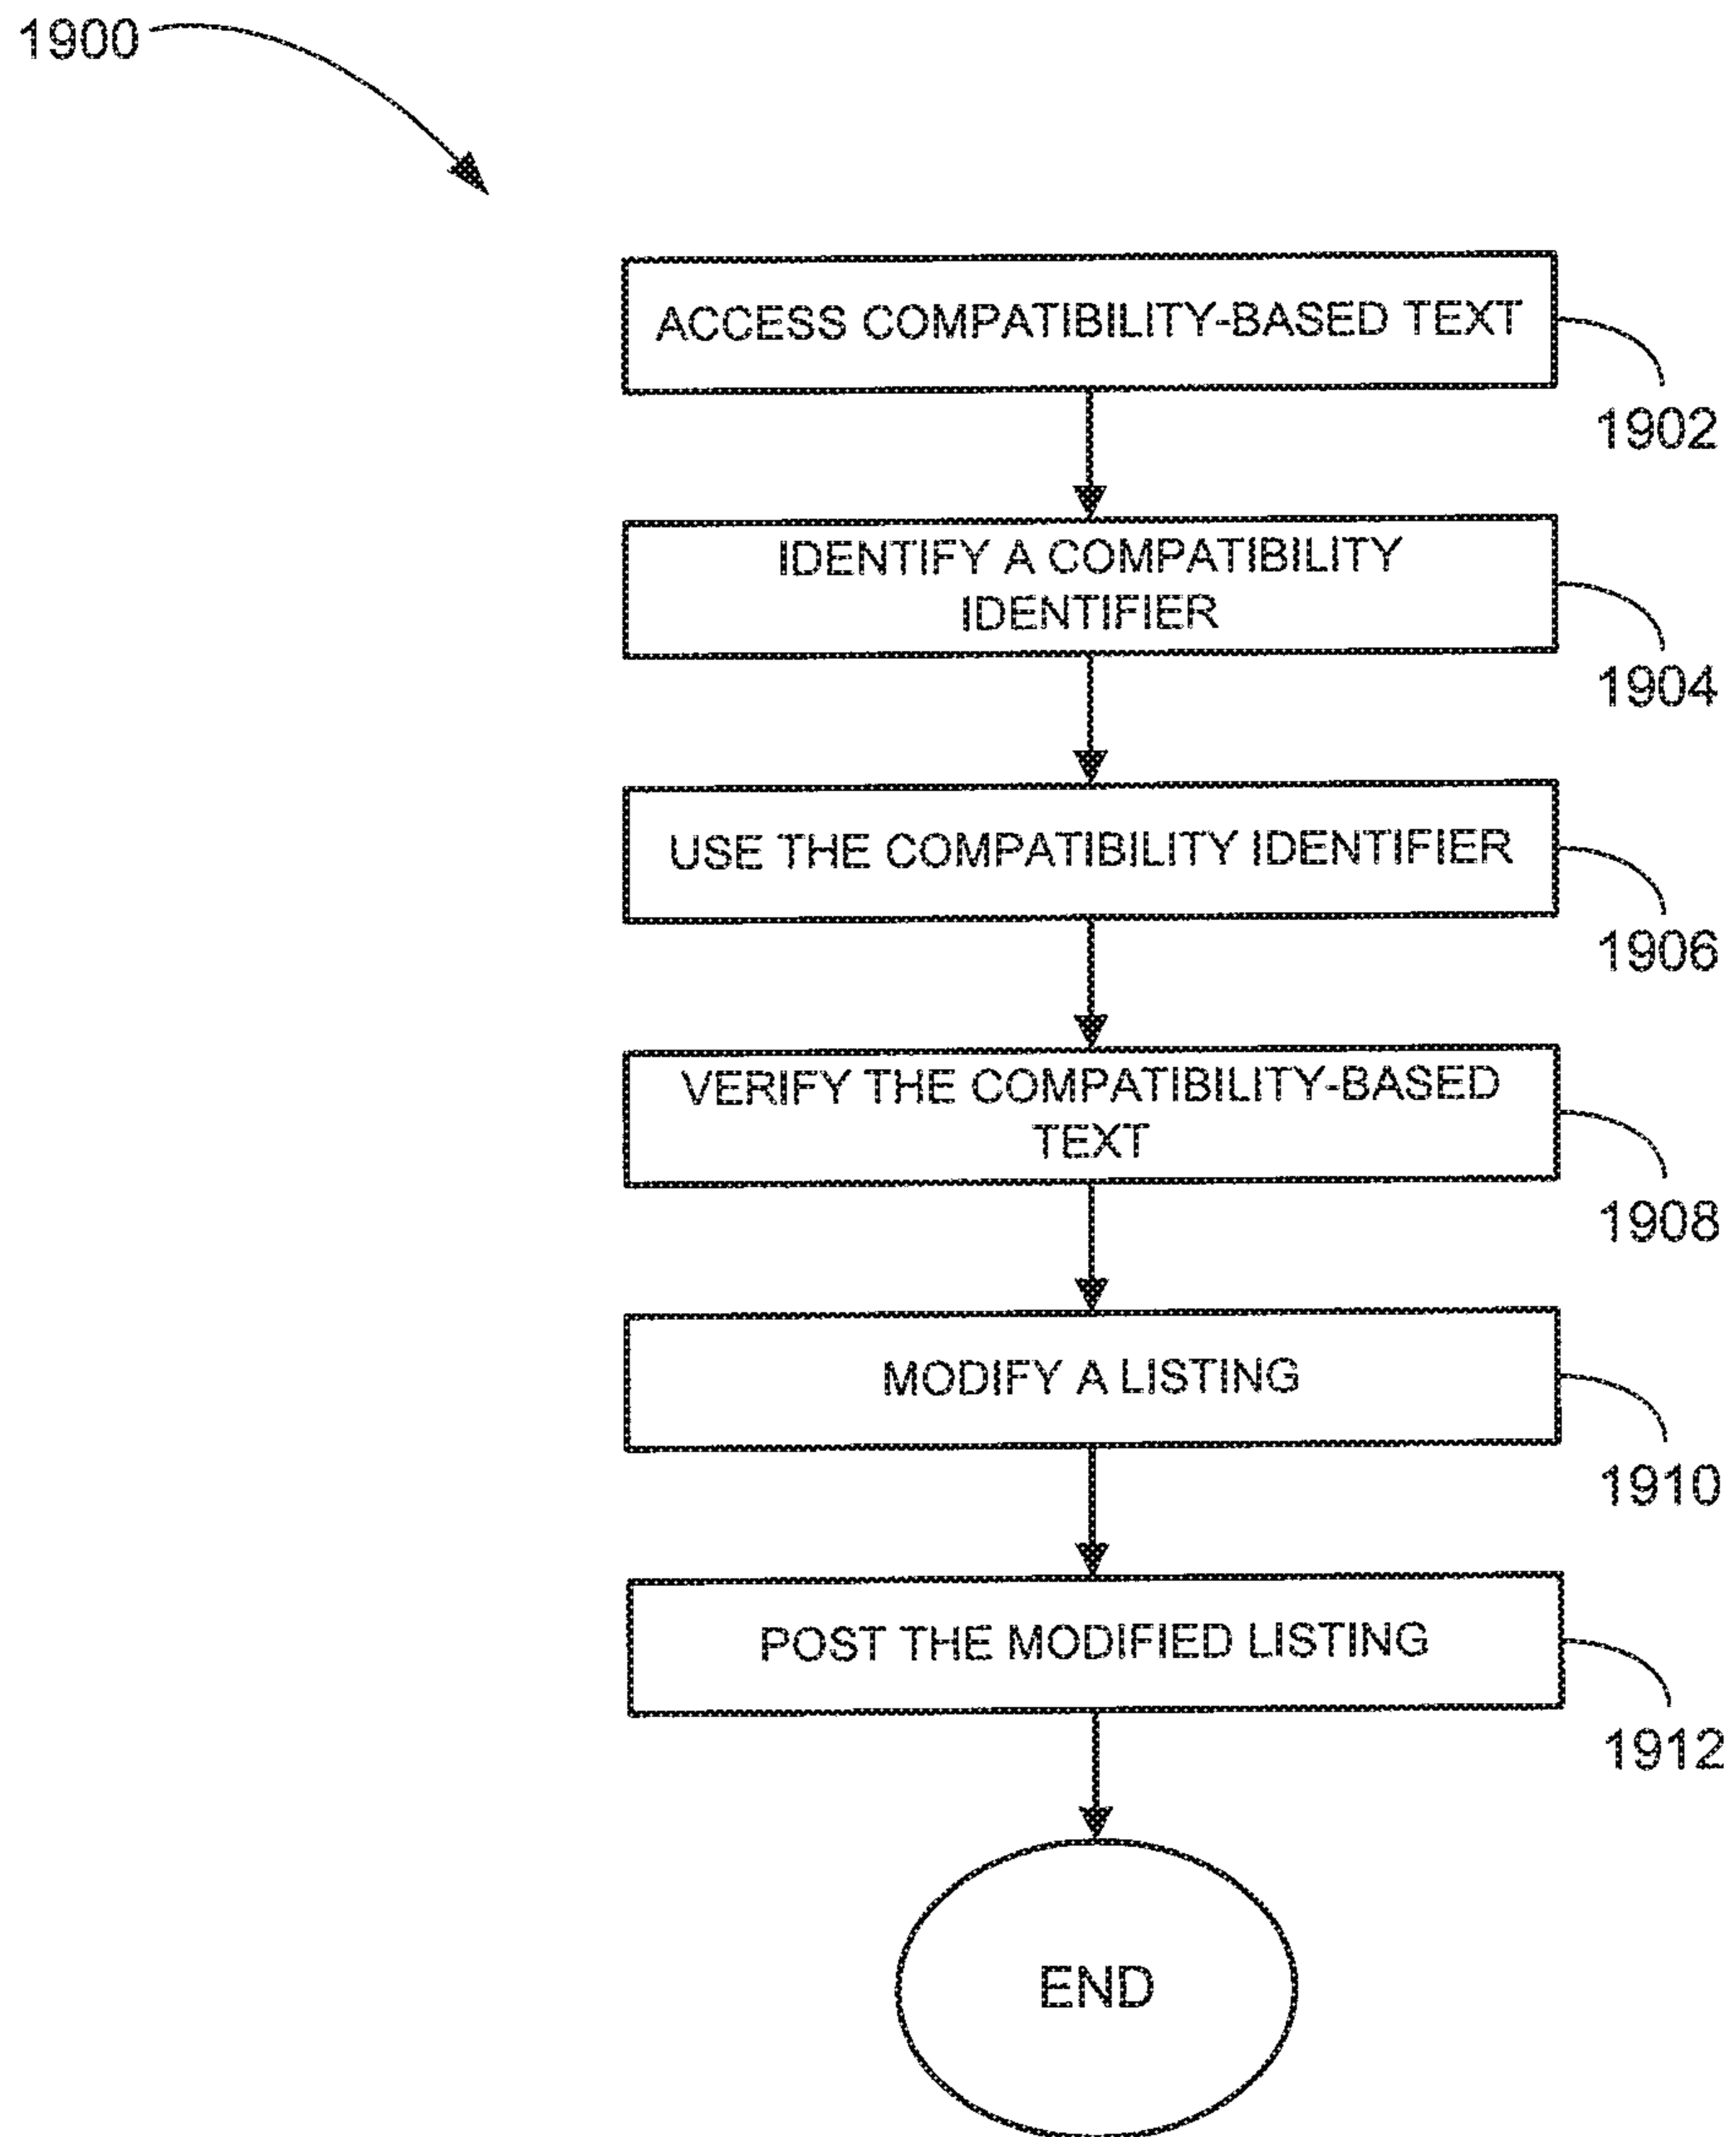 1900
ACCESS COMPATIBILITY-BASED TEXT
1902
IDENTIFY A COMPATIBILITY
IDENTIFIER
1904
USE THE COMPATIBILITY IDENTIFIER
1906
VERIFY THE COMPATIBILITY-BASED
TEXT
1908
MODIFY A LISTING
1910
POST THE MODIFIED LISTING
1912
END